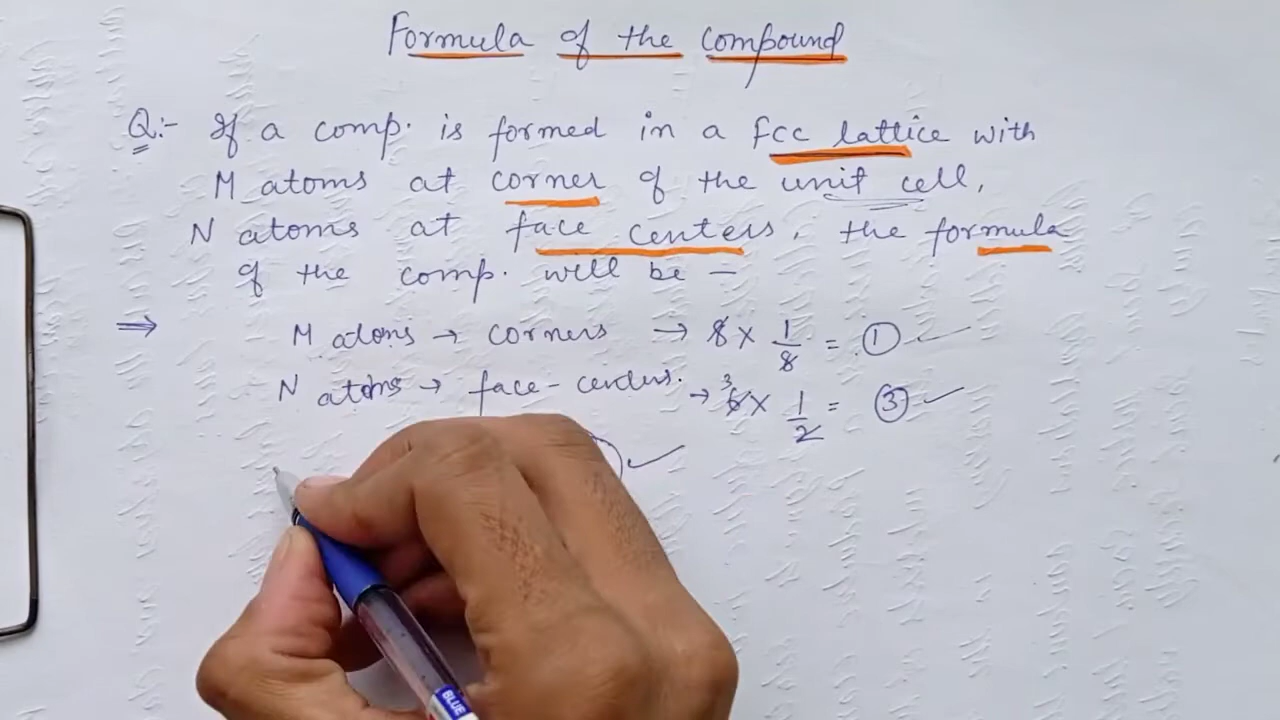 Formula of the compound
Q:- If a comp. is formed in a fcc lattice with
M atoms at corner of the unit cell,
N atoms at face centers, the formula
of the comp. will be -
⇒ M atoms → corners → 8 × 1/8 = 1 ✓
N atoms → face-centers. → 6 3 × 1/2 = 3 ✓
✓
BLUE